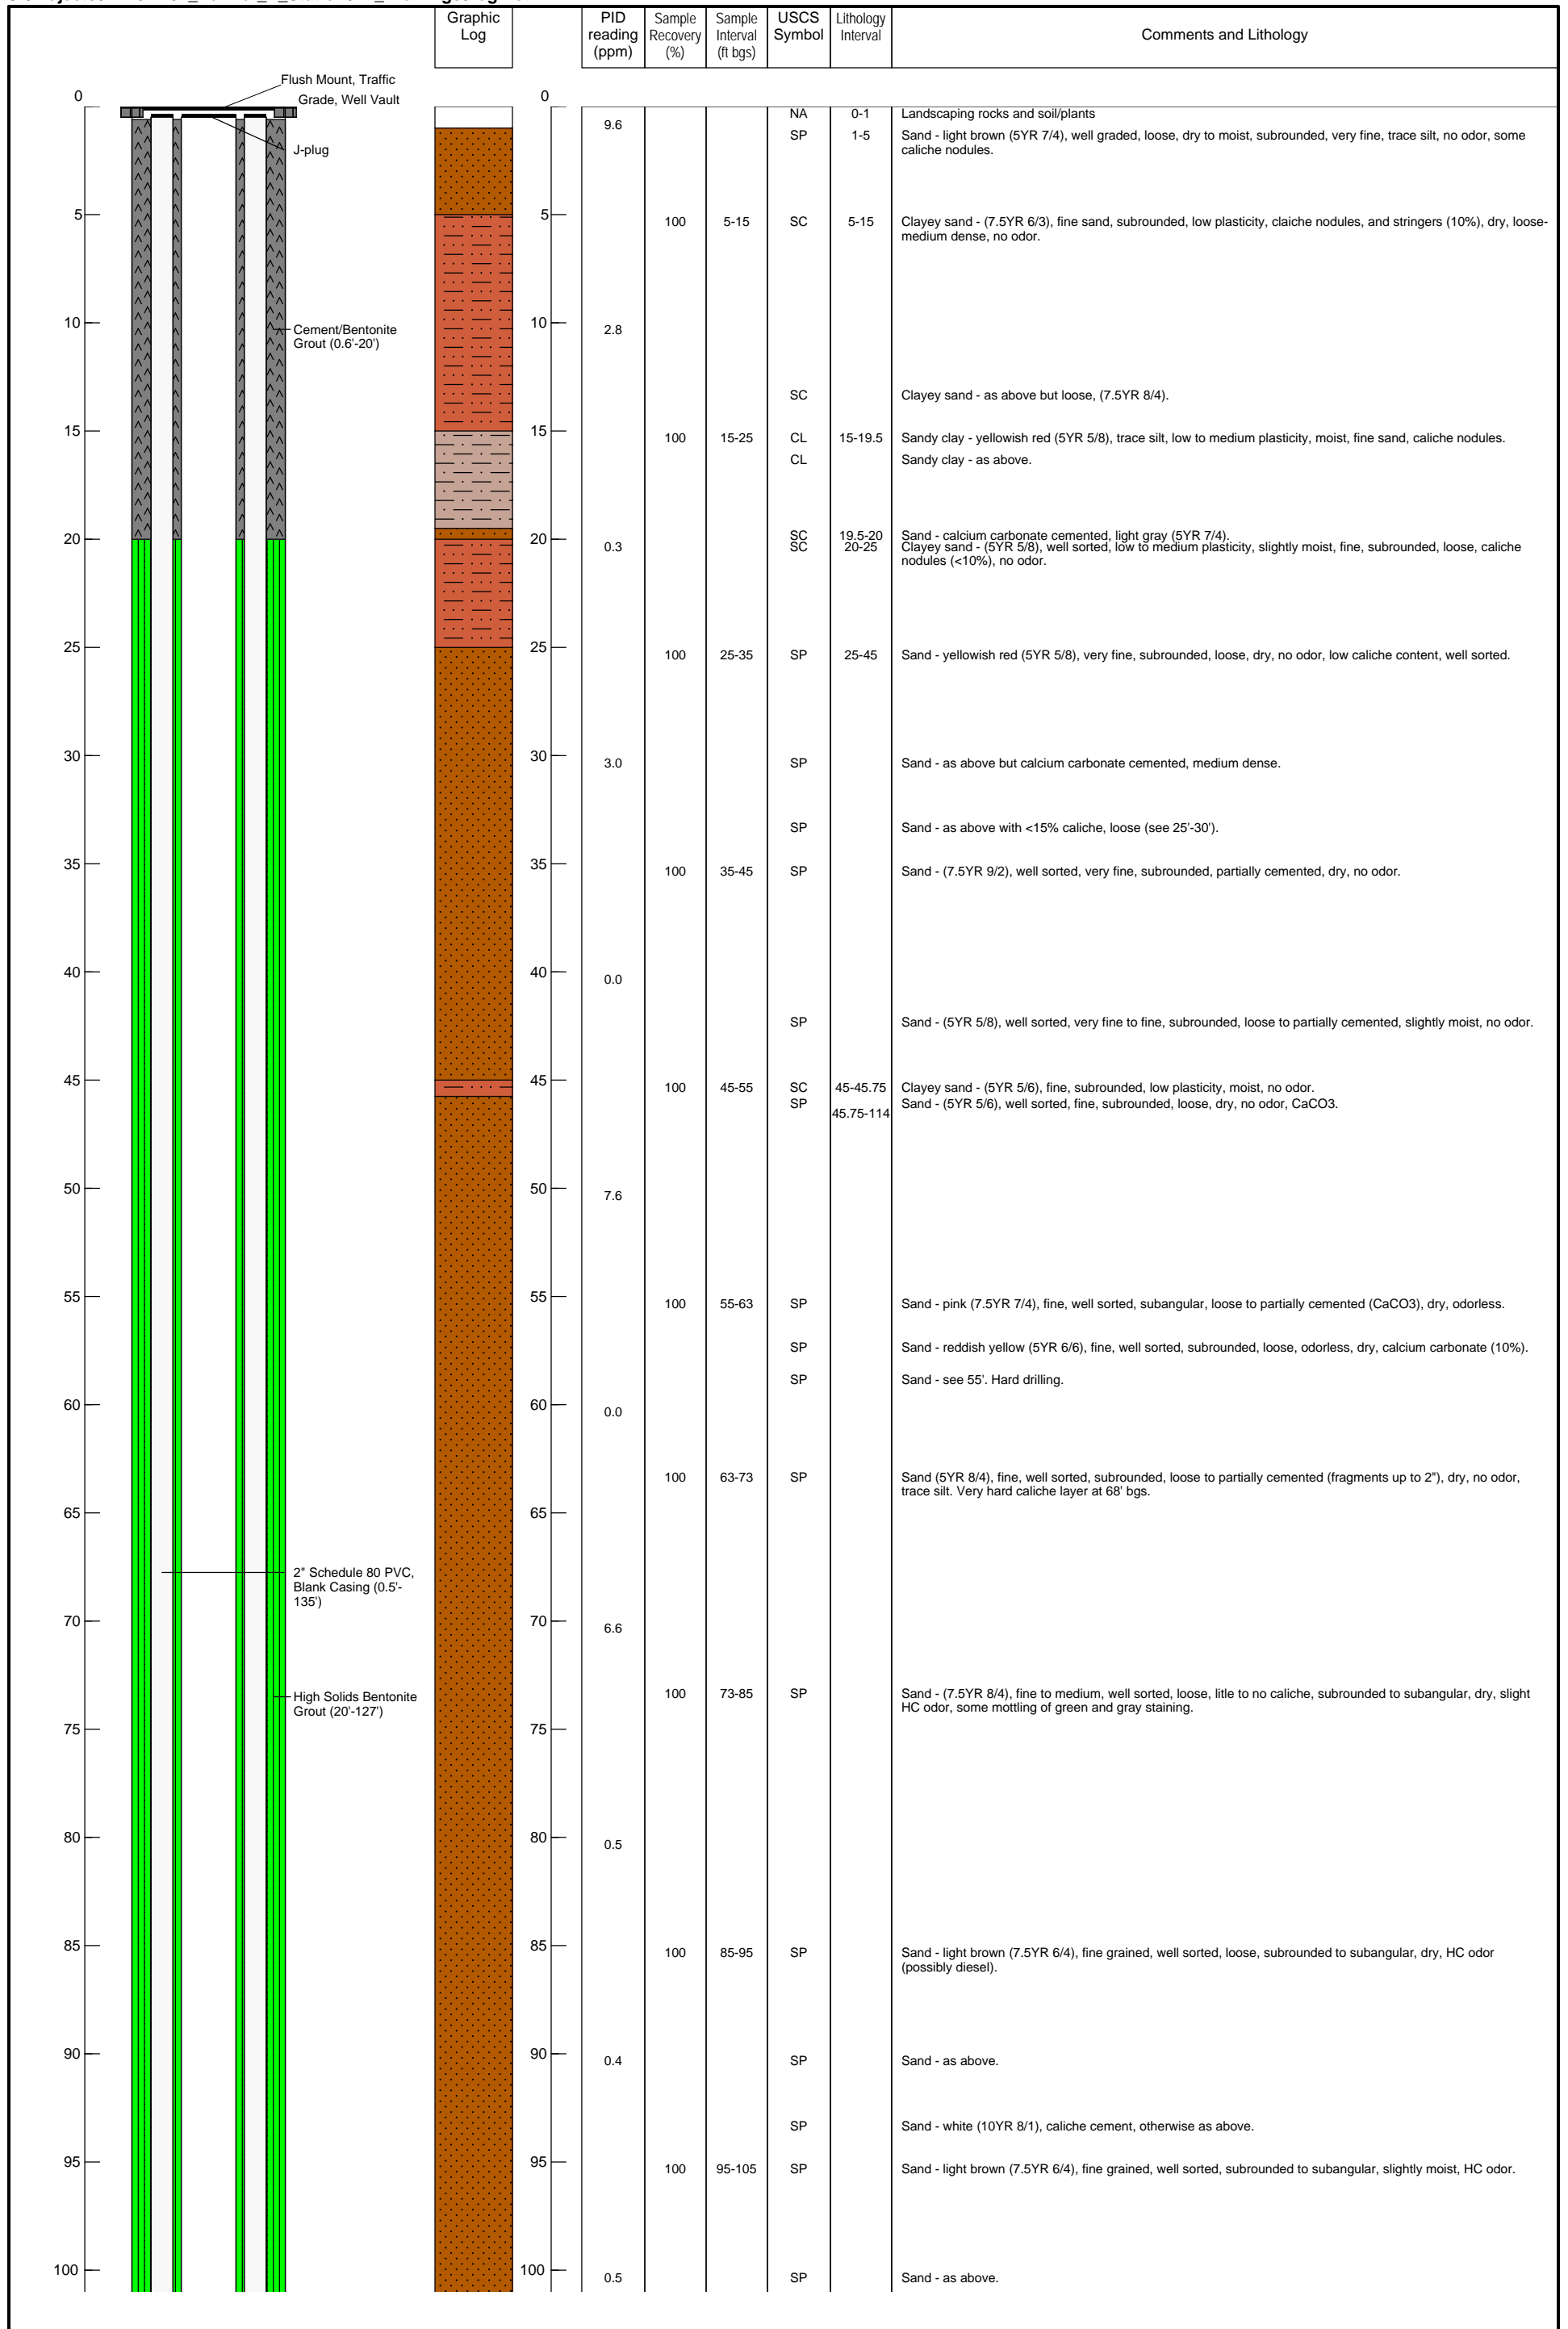 Graphic Log
PID reading (ppm)
Sample Recovery (%)
Sample Interval (ft bgs)
USCS Symbol
Lithology Interval
Comments and Lithology
Flush Mount, Traffic
Grade, Well Vault
0
0
NA 0-1 Landscaping rocks and soil/plants
9.6
SP 1-5 Sand - light brown (5YR 7/4), well graded, loose, dry to moist, subrounded, very fine, trace silt, no odor, some
caliche nodules.
J-plug
5
5
100 5-15 SC 5-15 Clayey sand - (7.5YR 6/3), fine sand, subrounded, low plasticity, claiche nodules, and stringers (10%), dry, loose-
medium dense, no odor.
10
Cement/Bentonite
Grout (0.6'-20')
10
2.8
SC Clayey sand - as above but loose, (7.5YR 8/4).
15
15
100 15-25 CL 15-19.5 Sandy clay - yellowish red (5YR 5/8), trace silt, low to medium plasticity, moist, fine sand, caliche nodules.
CL Sandy clay - as above.
SC 19.5-20 Sand - calcium carbonate cemented, light gray (5YR 7/4).
20
20
0.3
SC 20-25 Clayey sand - (5YR 5/8), well sorted, low to medium plasticity, slightly moist, fine, subrounded, loose, caliche
nodules (<10%), no odor.
25
25
100 25-35 SP 25-45 Sand - yellowish red (5YR 5/8), very fine, subrounded, loose, dry, no odor, low caliche content, well sorted.
30
30
3.0
SP Sand - as above but calcium carbonate cemented, medium dense.
SP Sand - as above with <15% caliche, loose (see 25'-30').
35
35
100 35-45 SP Sand - (7.5YR 9/2), well sorted, very fine, subrounded, partially cemented, dry, no odor.
40
40
0.0
SP Sand - (5YR 5/8), well sorted, very fine to fine, subrounded, loose to partially cemented, slightly moist, no odor.
45
45
100 45-55 SC 45-45.75 Clayey sand - (5YR 5/6), fine, subrounded, low plasticity, moist, no odor.
SP 45.75-114 Sand - (5YR 5/6), well sorted, fine, subrounded, loose, dry, no odor, CaCO3.
50
50
7.6
55
55
100 55-63 SP Sand - pink (7.5YR 7/4), fine, well sorted, subangular, loose to partially cemented (CaCO3), dry, odorless.
SP Sand - reddish yellow (5YR 6/6), fine, well sorted, subrounded, loose, odorless, dry, calcium carbonate (10%).
SP Sand - see 55'. Hard drilling.
60
60
0.0
100 63-73 SP Sand (5YR 8/4), fine, well sorted, subrounded, loose to partially cemented (fragments up to 2"), dry, no odor,
trace silt. Very hard caliche layer at 68' bgs.
65
65
2" Schedule 80 PVC,
Blank Casing (0.5'-
135')
70
70
6.6
High Solids Bentonite
Grout (20'-127')
100 73-85 SP Sand - (7.5YR 8/4), fine to medium, well sorted, loose, litle to no caliche, subrounded to subangular, dry, slight
HC odor, some mottling of green and gray staining.
75
75
80
80
0.5
85
85
100 85-95 SP Sand - light brown (7.5YR 6/4), fine grained, well sorted, loose, subrounded to subangular, dry, HC odor
(possibly diesel).
90
90
0.4
SP Sand - as above.
SP Sand - white (10YR 8/1), caliche cement, otherwise as above.
95
95
100 95-105 SP Sand - light brown (7.5YR 6/4), fine grained, well sorted, subrounded to subangular, slightly moist, HC odor.
100
100
0.5
SP Sand - as above.